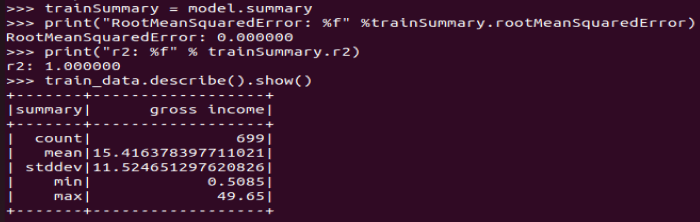 >>> trainSummary = model.summary
>>> print("RootMeanSquaredError: %f" %trainSummary.rootMeanSquaredError)
RootMeanSquaredError: 0.000000
>>> print("r2: %f" % trainSummary.r2)
r2: 1.000000
>>> train_data.describe().show()
+-------+------------------+
|summary|      gross income|
+-------+------------------+
|  count|               699|
|   mean|15.416378397711021|
| stddev|11.524651297620826|
|    min|            0.5085|
|    max|             49.65|
+-------+------------------+